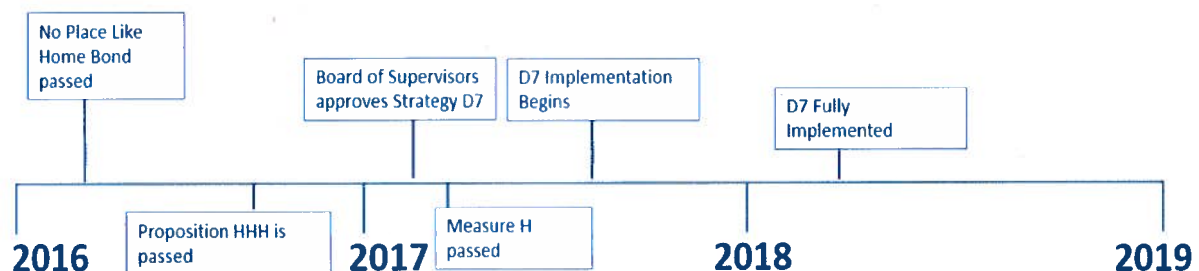 No Place Like
Home Bond
passed
Board of Supervisors
approves Strategy D7
D7 Implementation
Begins
D7 Fully
Implemented
Proposition HHH is
passed
Measure H
passed
2016
2017
2018
2019